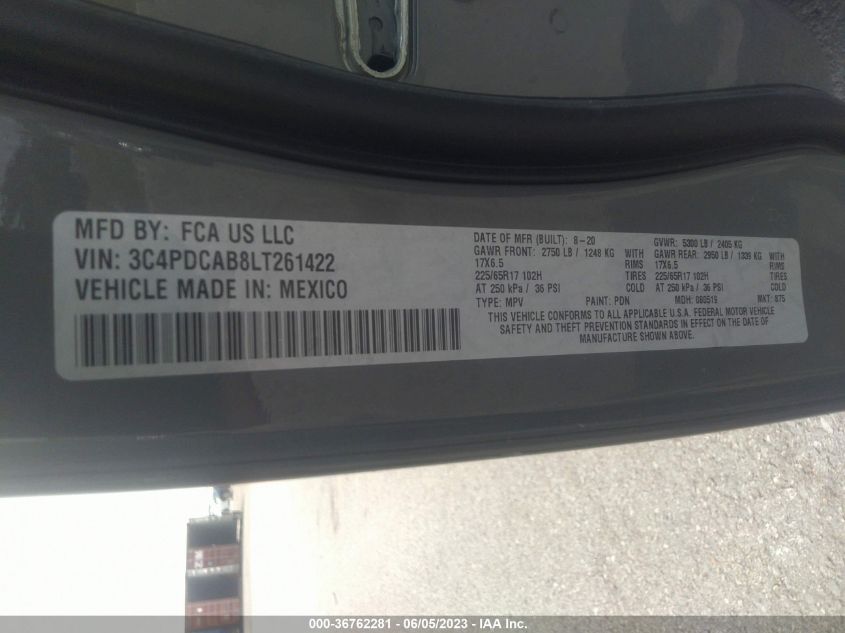 MFD BY: FCA US LLC
VIN: 3C4PDCAB8LT261422
VEHICLE MADE IN: MEXICO
DATE OF MFR (BUILT): 8-20 GVWR: 5300 LB / 2405 KG
GAWR FRONT: 2750 LB / 1248 KG WITH GAWR REAR: 2950 LB / 1339 KG WITH
17X6.5 RIMS 17X6.5 RIMS
225/65R17 102H TIRES 225/65R17 102H TIRES
AT 250 kPa / 36 PSI COLD AT 250 kPa / 36 PSI COLD
TYPE: MPV PAINT: PDN MDH: 080519 MKT: 875
THIS VEHICLE CONFORMS TO ALL APPLICABLE U.S.A. FEDERAL MOTOR VEHICLE
SAFETY AND THEFT PREVENTION STANDARDS IN EFFECT ON THE DATE OF
MANUFACTURE SHOWN ABOVE.
000-36762281 - 06/05/2023 - IAA Inc.